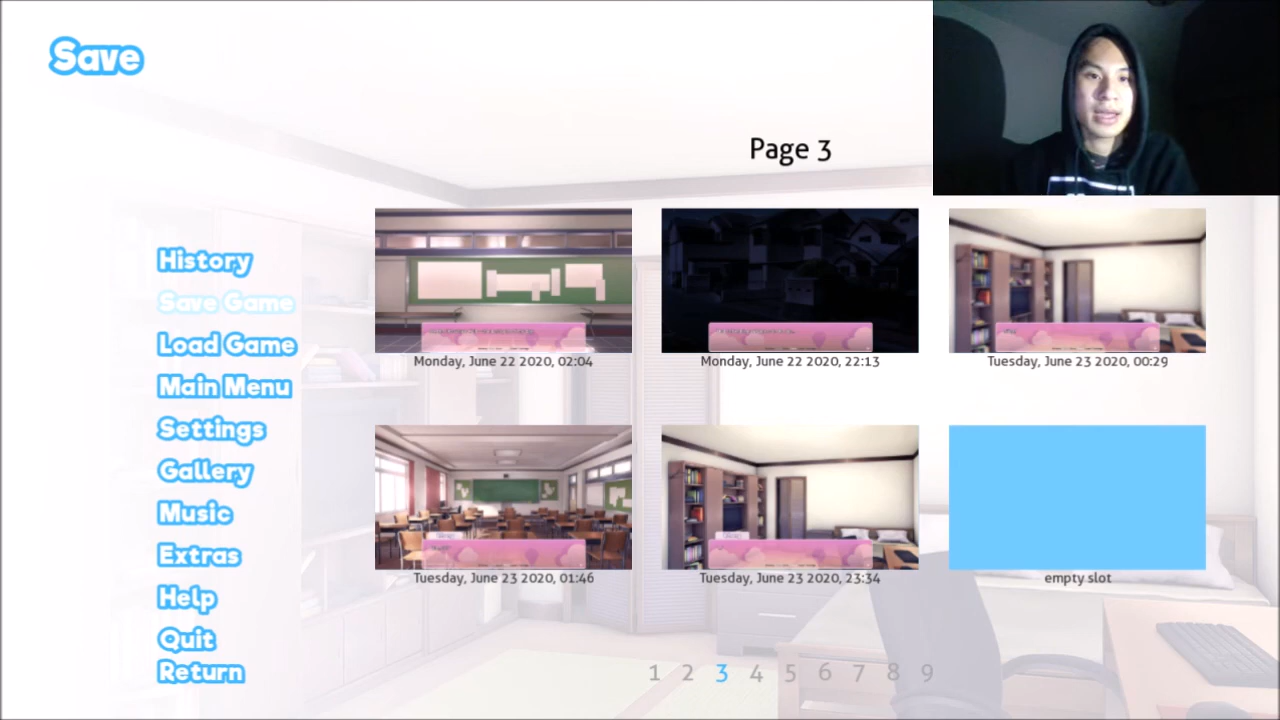 Save
Page 3
History
Save Game
Load Game
Main Menu
Settings
Gallery
Music
Extras
Help
Quit
Return
Monday, June 22 2020, 02:04
Monday, June 22 2020, 22:13
Tuesday, June 23 2020, 00:29
Tuesday, June 23 2020, 01:46
Tuesday, June 23 2020, 23:34
empty slot
1 2 3 4 5 6 7 8 9